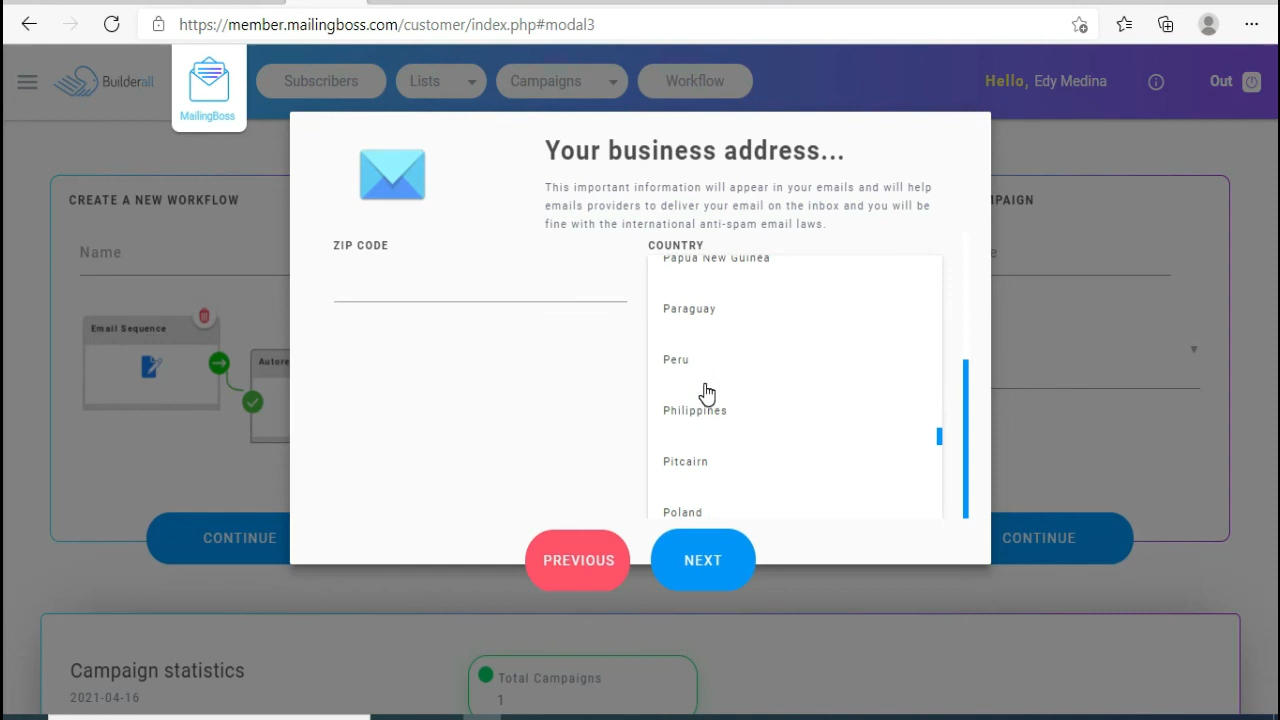 https://member.mailingboss.com/customer/index.php#modal3
Builderall
MailingBoss
Subscribers
Lists
Campaigns
Workflow
Hello, Edy Medina
Out
Your business address...
This important information will appear in your emails and will help
emails providers to deliver your email on the inbox and you will be
fine with the international anti-spam email laws.
CREATE A NEW WORKFLOW
Name
Email Sequence
Autore
CONTINUE
ZIP CODE
COUNTRY
Papua New Guinea
Paraguay
Peru
Philippines
Pitcairn
Poland
PREVIOUS
NEXT
MPAIGN
e
CONTINUE
Campaign statistics
2021-04-16
Total Campaigns
1